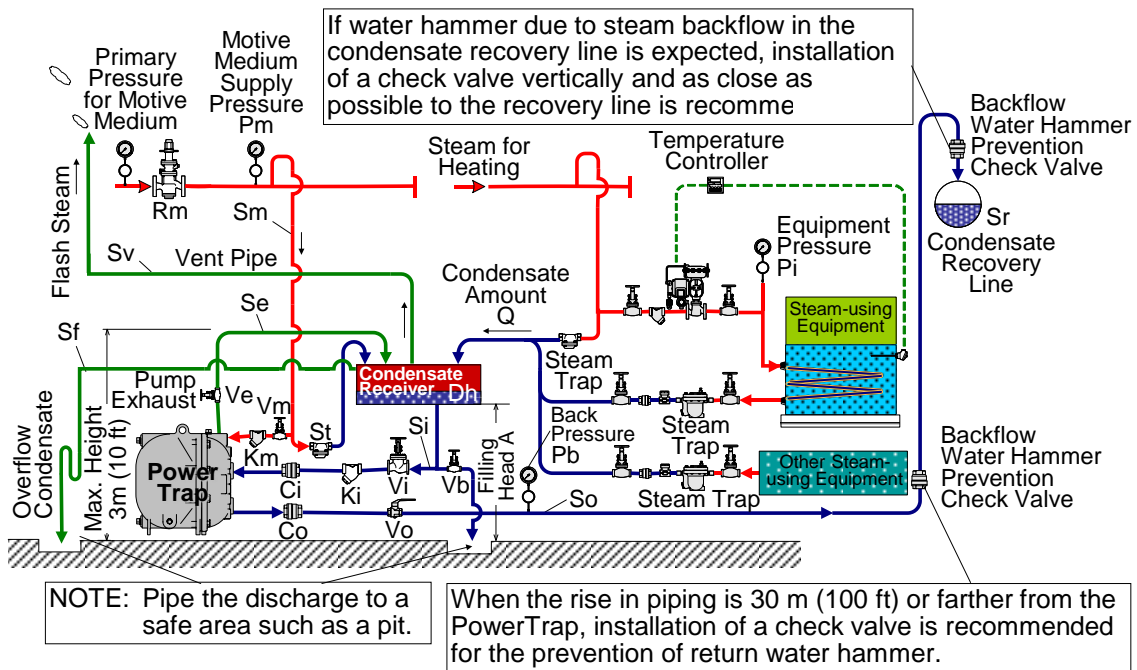 If water hammer due to steam backflow in the
condensate recovery line is expected, installation
of a check valve vertically and as close as
possible to the recovery line is recomme
Primary
Pressure
for Motive
Medium
Motive
Medium
Supply
Pressure
Pm
Steam for
Heating
Temperature
Controller
Backflow
Water Hammer
Prevention
Check Valve
Rm
Sm
Flash Steam
Sv
Vent Pipe
Equipment
Pressure
Pi
Sr
Condensate
Recovery
Line
Condensate
Amount
Q
Se
Sf
Steam-using
Equipment
Steam
Trap
Condensate
Receiver
Dh
Pump
Exhaust
Ve
Vm
St
Si
Km
Back
Pressure
Pb
Steam
Trap
Overflow
Condensate
Max. Height
3m (10 ft)
Power
Trap
Ci
Ki
Vi
Vb
Filling
Head A
Steam Trap
Other Steam-
using Equipment
Backflow
Water Hammer
Prevention
Check Valve
Co
Vo
So
NOTE: Pipe the discharge to a
safe area such as a pit.
When the rise in piping is 30 m (100 ft) or farther from the
PowerTrap, installation of a check valve is recommended
for the prevention of return water hammer.